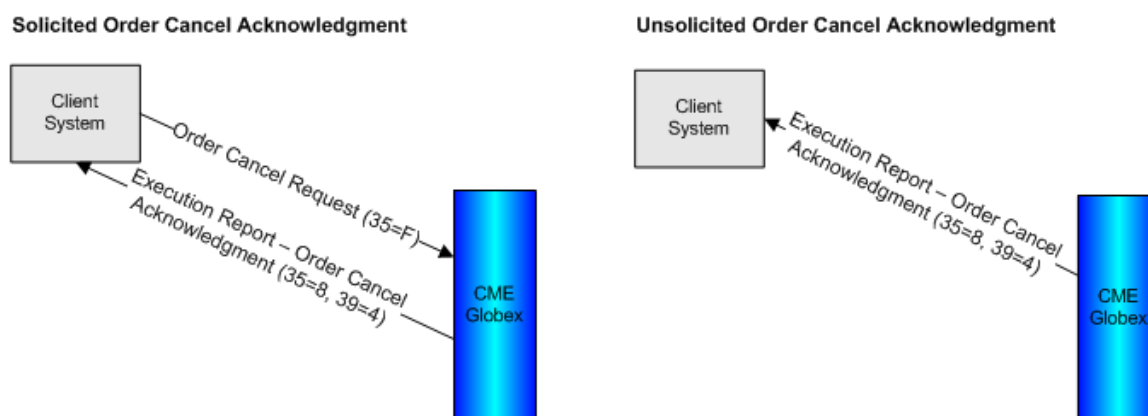 Solicited Order Cancel Acknowledgment
Client
System
Order Cancel Request (35=F)
Execution Report – Order Cancel
Acknowledgment (35=8, 39=4)
CME
Globex
Unsolicited Order Cancel Acknowledgment
Client
System
Execution Report – Order Cancel
Acknowledgment (35=8, 39=4)
CME
Globex